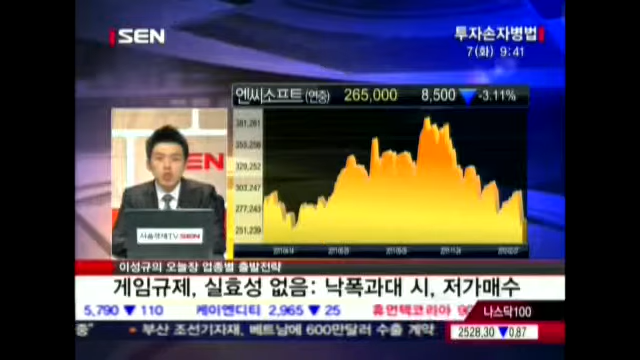 SEN
투자손자병법
7(화) 9:41
엔씨소프트 (연중) 265,000 8,500 ▼ -3.11%
381,261
355,256
329,252
303,247
277,243
251,239
SEN
서울경제TV SEN
이성규의 오늘장 업종별 출발전략
게임규제, 실효성 없음: 낙폭과대 시, 저가매수
5,790 ▼ 110 케이엔디티 2,965 ▼ 25 휴먼텍코리아
나스닥100
부산 조선기자재, 베트남에 600만달러 수출 계약
2528,30 ▼ 0,87